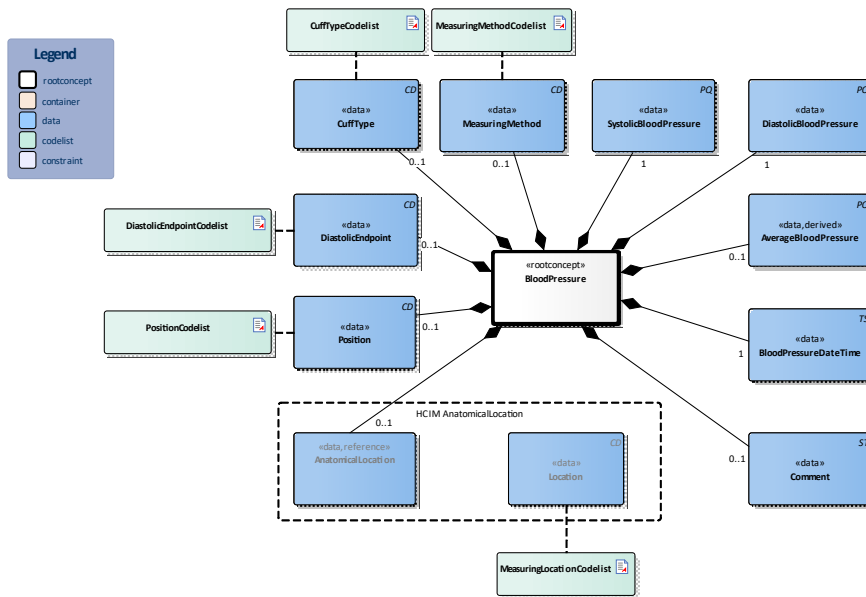 CuffTypeCodelist
MeasuringMethodCodelist
Legend
rootconcept
container
data
codelist
constraint
CD
«data»
CuffType
0..1
CD
«data»
MeasuringMethod
0..1
PQ
«data»
SystolicBloodPressure
1
«data»
DiastolicBloodPressure
1
DiastolicEndpointCodelist
CD
«data»
DiastolicEndpoint
0..1
«data,derived»
AverageBloodPressure
0..1
«rootconcept»
BloodPressure
PositionCodelist
CD
«data»
Position
0..1
«data»
BloodPressureDateTime
1
HCIM AnatomicalLocation
0..1
«data,reference»
AnatomicalLocation
CD
«data»
Location
«data»
Comment
0..1
MeasuringLocationCodelist